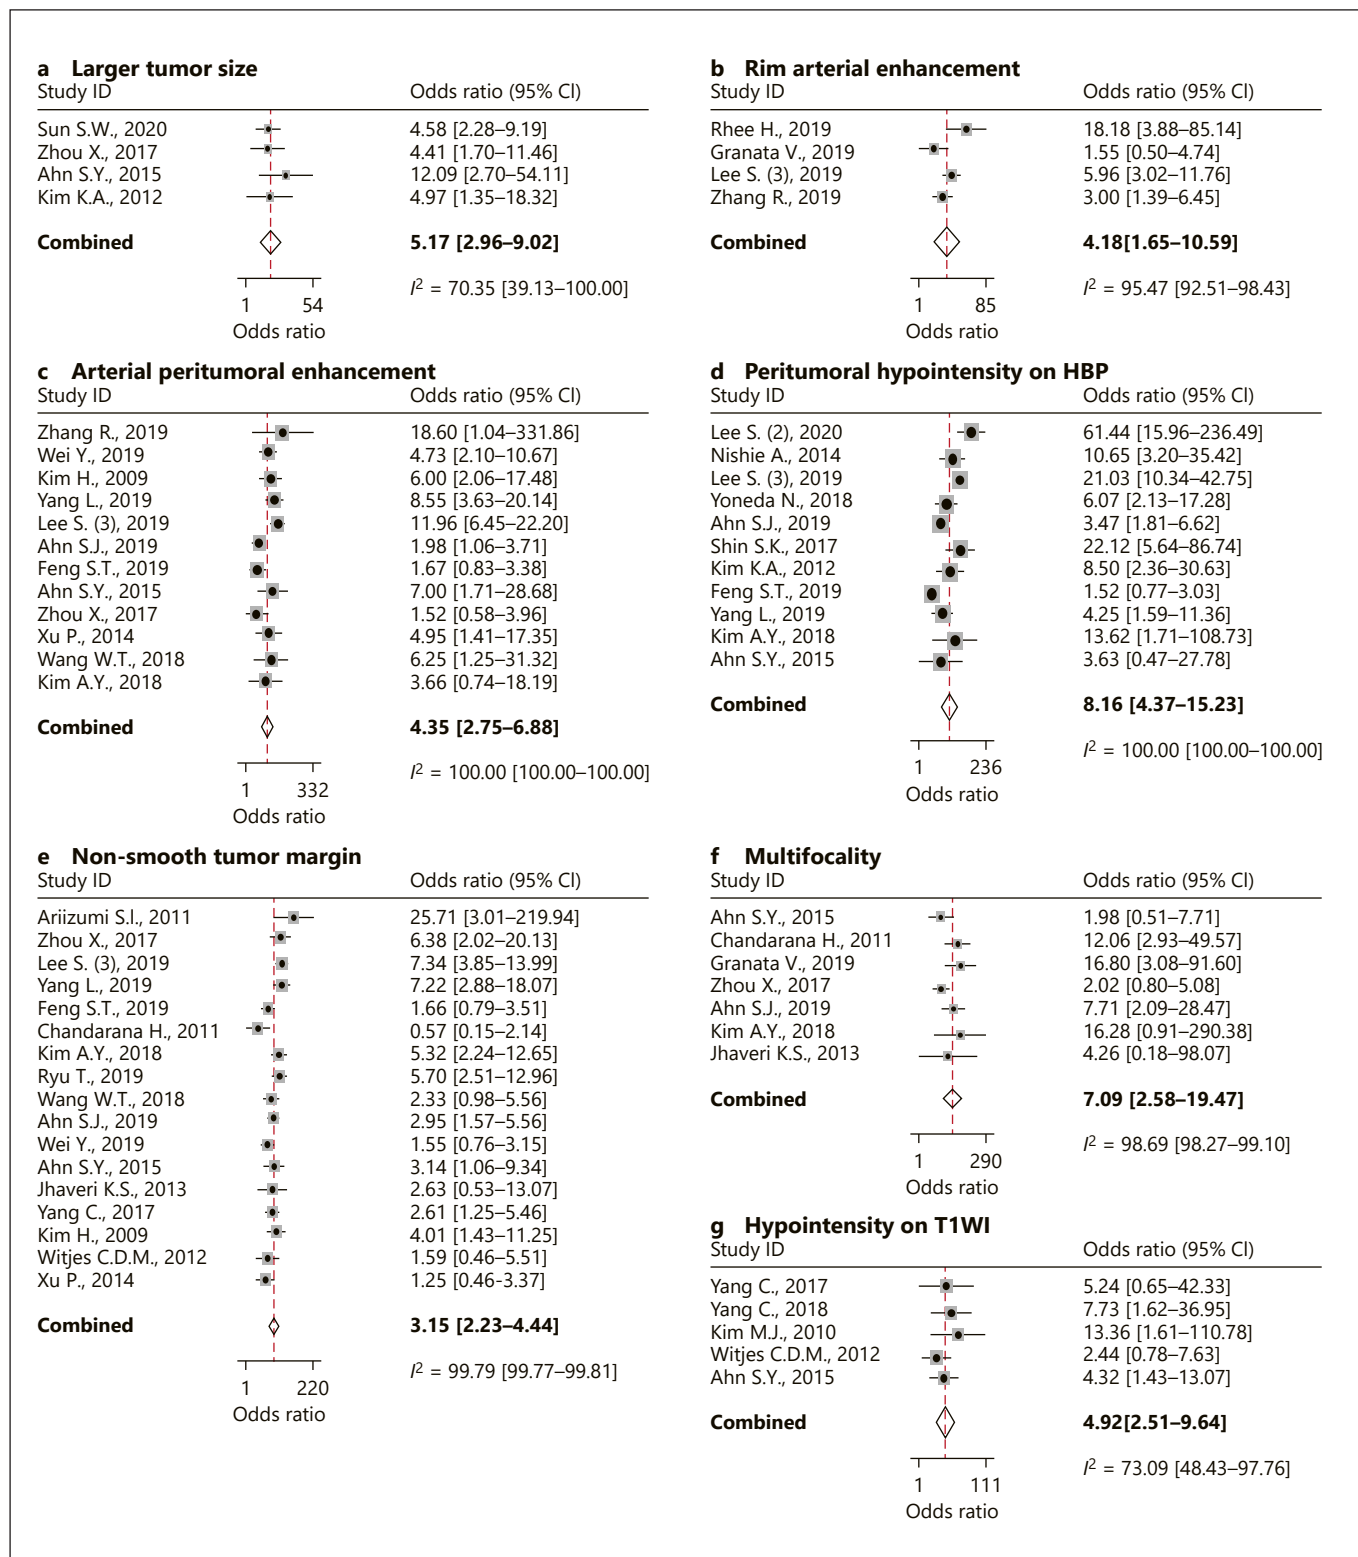 a Larger tumor size
Study ID Odds ratio (95% CI)
Sun S.W., 2020 4.58 [2.28–9.19]
Zhou X., 2017 4.41 [1.70–11.46]
Ahn S.Y., 2015 12.09 [2.70–54.11]
Kim K.A., 2012 4.97 [1.35–18.32]
Combined 5.17 [2.96–9.02]
I² = 70.35 [39.13–100.00]
1 54
Odds ratio
b Rim arterial enhancement
Study ID Odds ratio (95% CI)
Rhee H., 2019 18.18 [3.88–85.14]
Granata V., 2019 1.55 [0.50–4.74]
Lee S. (3), 2019 5.96 [3.02–11.76]
Zhang R., 2019 3.00 [1.39–6.45]
Combined 4.18[1.65–10.59]
I² = 95.47 [92.51–98.43]
1 85
Odds ratio
c Arterial peritumoral enhancement
Study ID Odds ratio (95% CI)
Zhang R., 2019 18.60 [1.04–331.86]
Wei Y., 2019 4.73 [2.10–10.67]
Kim H., 2009 6.00 [2.06–17.48]
Yang L., 2019 8.55 [3.63–20.14]
Lee S. (3), 2019 11.96 [6.45–22.20]
Ahn S.J., 2019 1.98 [1.06–3.71]
Feng S.T., 2019 1.67 [0.83–3.38]
Ahn S.Y., 2015 7.00 [1.71–28.68]
Zhou X., 2017 1.52 [0.58–3.96]
Xu P., 2014 4.95 [1.41–17.35]
Wang W.T., 2018 6.25 [1.25–31.32]
Kim A.Y., 2018 3.66 [0.74–18.19]
Combined 4.35 [2.75–6.88]
I² = 100.00 [100.00–100.00]
1 332
Odds ratio
d Peritumoral hypointensity on HBP
Study ID Odds ratio (95% CI)
Lee S. (2), 2020 61.44 [15.96–236.49]
Nishie A., 2014 10.65 [3.20–35.42]
Lee S. (3), 2019 21.03 [10.34–42.75]
Yoneda N., 2018 6.07 [2.13–17.28]
Ahn S.J., 2019 3.47 [1.81–6.62]
Shin S.K., 2017 22.12 [5.64–86.74]
Kim K.A., 2012 8.50 [2.36–30.63]
Feng S.T., 2019 1.52 [0.77–3.03]
Yang L., 2019 4.25 [1.59–11.36]
Kim A.Y., 2018 13.62 [1.71–108.73]
Ahn S.Y., 2015 3.63 [0.47–27.78]
Combined 8.16 [4.37–15.23]
I² = 100.00 [100.00–100.00]
1 236
Odds ratio
e Non-smooth tumor margin
Study ID Odds ratio (95% CI)
Ariizumi S.I., 2011 25.71 [3.01–219.94]
Zhou X., 2017 6.38 [2.02–20.13]
Lee S. (3), 2019 7.34 [3.85–13.99]
Yang L., 2019 7.22 [2.88–18.07]
Feng S.T., 2019 1.66 [0.79–3.51]
Chandarana H., 2011 0.57 [0.15–2.14]
Kim A.Y., 2018 5.32 [2.24–12.65]
Ryu T., 2019 5.70 [2.51–12.96]
Wang W.T., 2018 2.33 [0.98–5.56]
Ahn S.J., 2019 2.95 [1.57–5.56]
Wei Y., 2019 1.55 [0.76–3.15]
Ahn S.Y., 2015 3.14 [1.06–9.34]
Jhaveri K.S., 2013 2.63 [0.53–13.07]
Yang C., 2017 2.61 [1.25–5.46]
Kim H., 2009 4.01 [1.43–11.25]
Witjes C.D.M., 2012 1.59 [0.46–5.51]
Xu P., 2014 1.25 [0.46-3.37]
Combined 3.15 [2.23–4.44]
I² = 99.79 [99.77–99.81]
1 220
Odds ratio
f Multifocality
Study ID Odds ratio (95% CI)
Ahn S.Y., 2015 1.98 [0.51–7.71]
Chandarana H., 2011 12.06 [2.93–49.57]
Granata V., 2019 16.80 [3.08–91.60]
Zhou X., 2017 2.02 [0.80–5.08]
Ahn S.J., 2019 7.71 [2.09–28.47]
Kim A.Y., 2018 16.28 [0.91–290.38]
Jhaveri K.S., 2013 4.26 [0.18–98.07]
Combined 7.09 [2.58–19.47]
I² = 98.69 [98.27–99.10]
1 290
Odds ratio
g Hypointensity on T1WI
Study ID Odds ratio (95% CI)
Yang C., 2017 5.24 [0.65–42.33]
Yang C., 2018 7.73 [1.62–36.95]
Kim M.J., 2010 13.36 [1.61–110.78]
Witjes C.D.M., 2012 2.44 [0.78–7.63]
Ahn S.Y., 2015 4.32 [1.43–13.07]
Combined 4.92[2.51–9.64]
I² = 73.09 [48.43–97.76]
1 111
Odds ratio